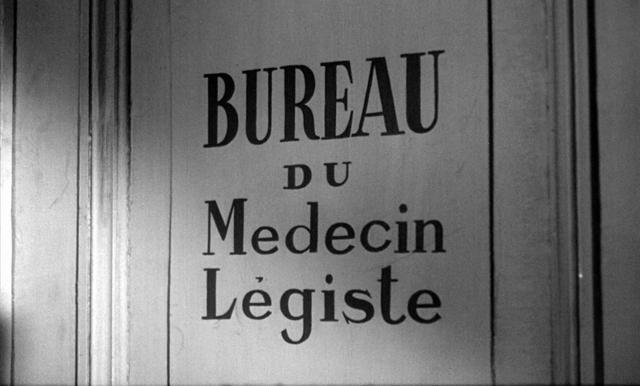 BUREAU
DU
Medecin
Légiste